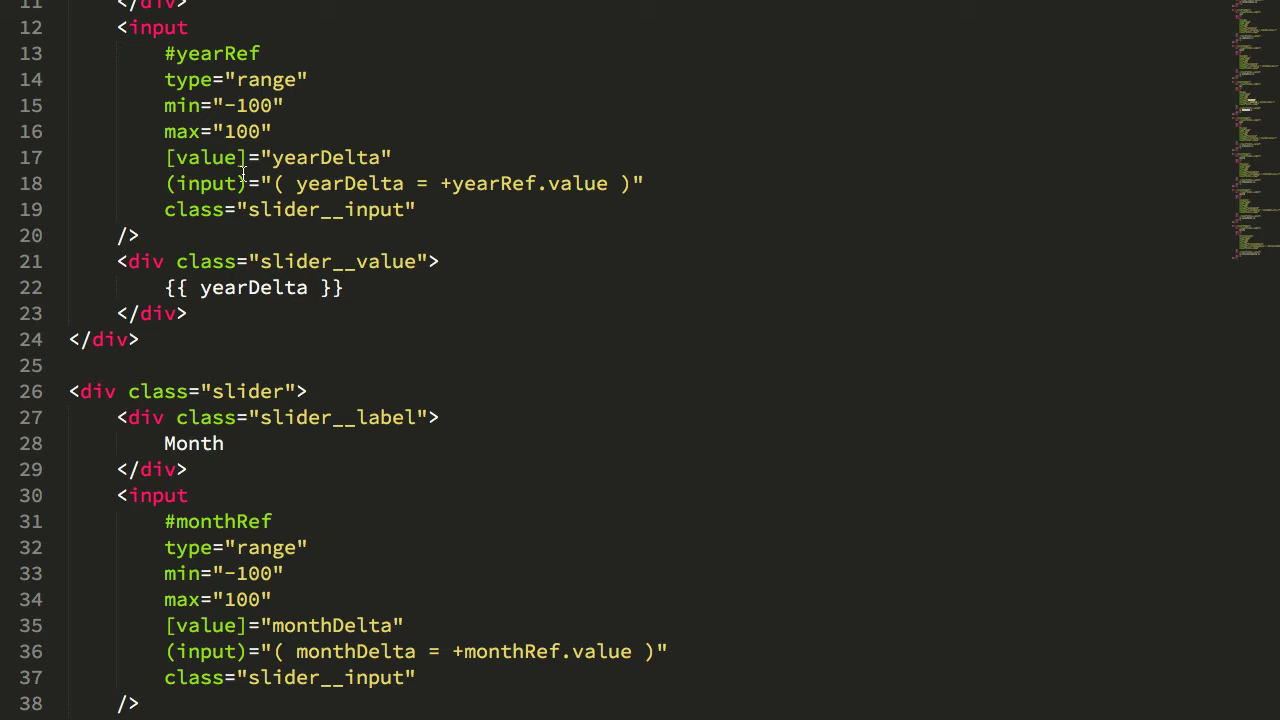 11 </div>
12 <input
13 #yearRef
14 type="range"
15 min="-100"
16 max="100"
17 [value]="yearDelta"
18 (input)="( yearDelta = +yearRef.value )"
19 class="slider__input"
20 />
21 <div class="slider__value">
22 {{ yearDelta }}
23 </div>
24 </div>
25
26 <div class="slider">
27 <div class="slider__label">
28 Month
29 </div>
30 <input
31 #monthRef
32 type="range"
33 min="-100"
34 max="100"
35 [value]="monthDelta"
36 (input)="( monthDelta = +monthRef.value )"
37 class="slider__input"
38 />